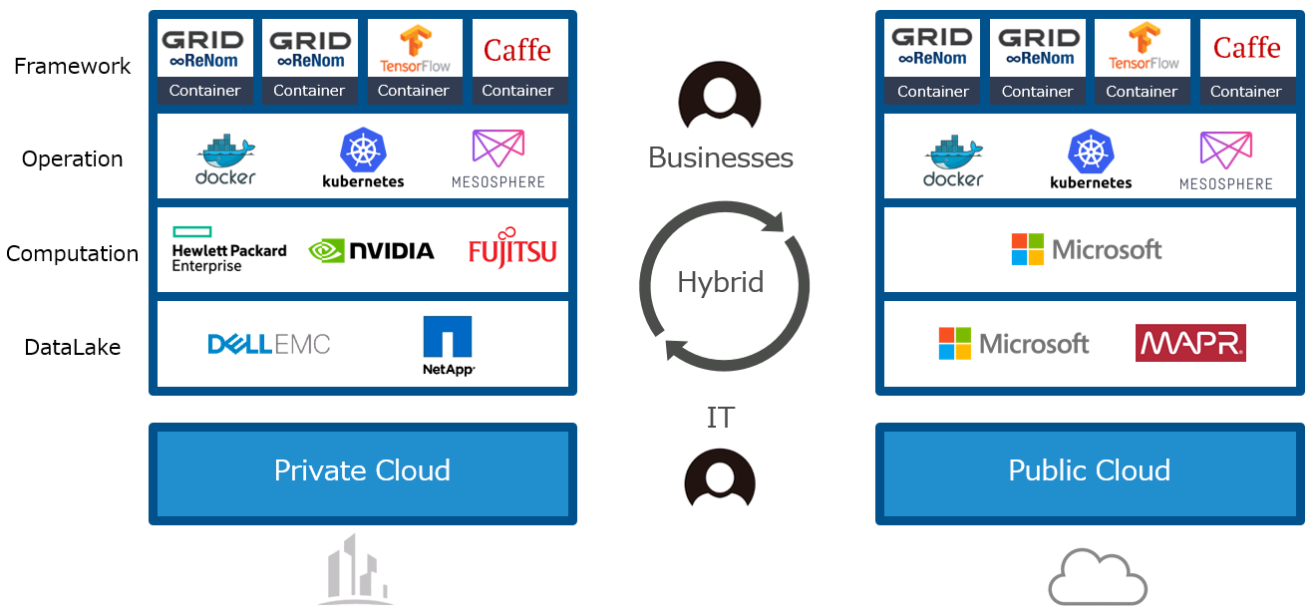 Framework
GRID
∞ReNom
Container
GRID
∞ReNom
Container
TensorFlow
Container
Caffe
Container
Operation
docker
kubernetes
MESOSPHERE
Computation
Hewlett Packard
Enterprise
NVIDIA
FUJITSU
DataLake
DELLEMC
NetApp
Private Cloud
Businesses
Hybrid
IT
GRID
∞ReNom
Container
GRID
∞ReNom
Container
TensorFlow
Container
Caffe
Container
docker
kubernetes
MESOSPHERE
Microsoft
Microsoft
MAPR.
Public Cloud